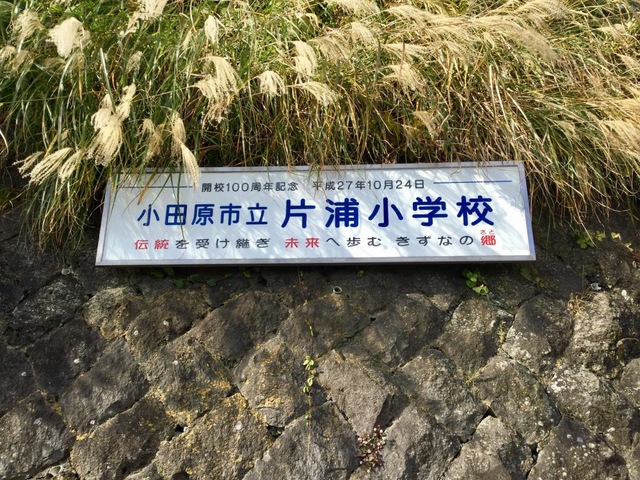 開校100周年記念 平成27年10月24日
小田原市立 片浦小学校
さと
伝統を受け継ぎ 未来へ歩む きずなの郷